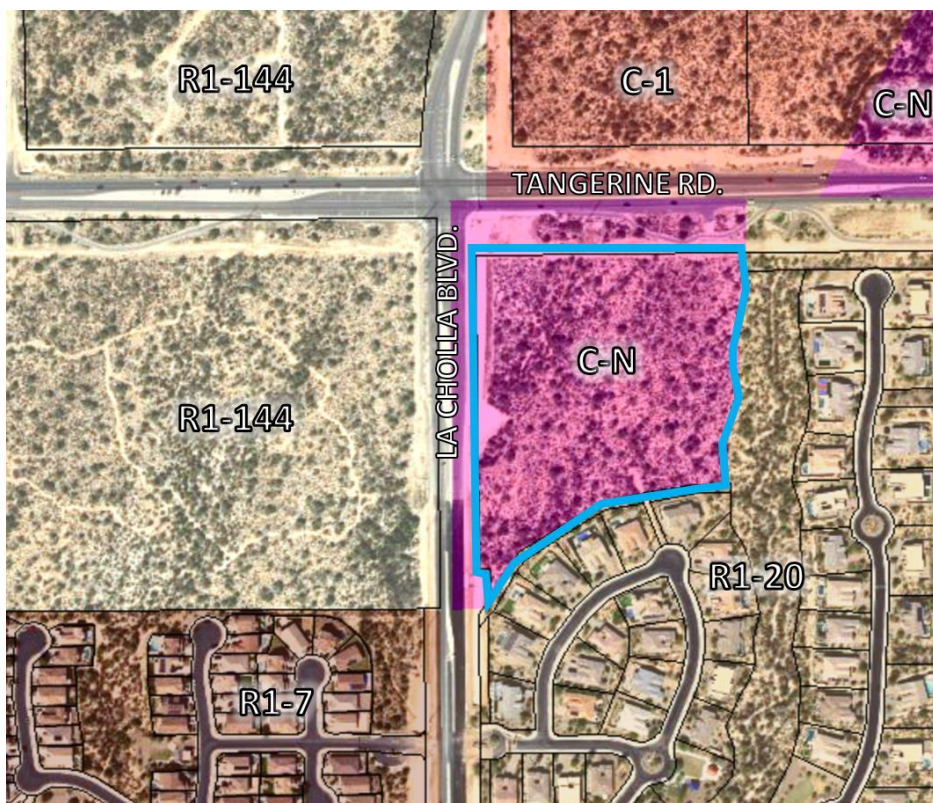 R1-144
C-1
C-N
TANGERINE RD.
LA CHOLLA BLVD.
C-N
R1-144
R1-20
R1-7